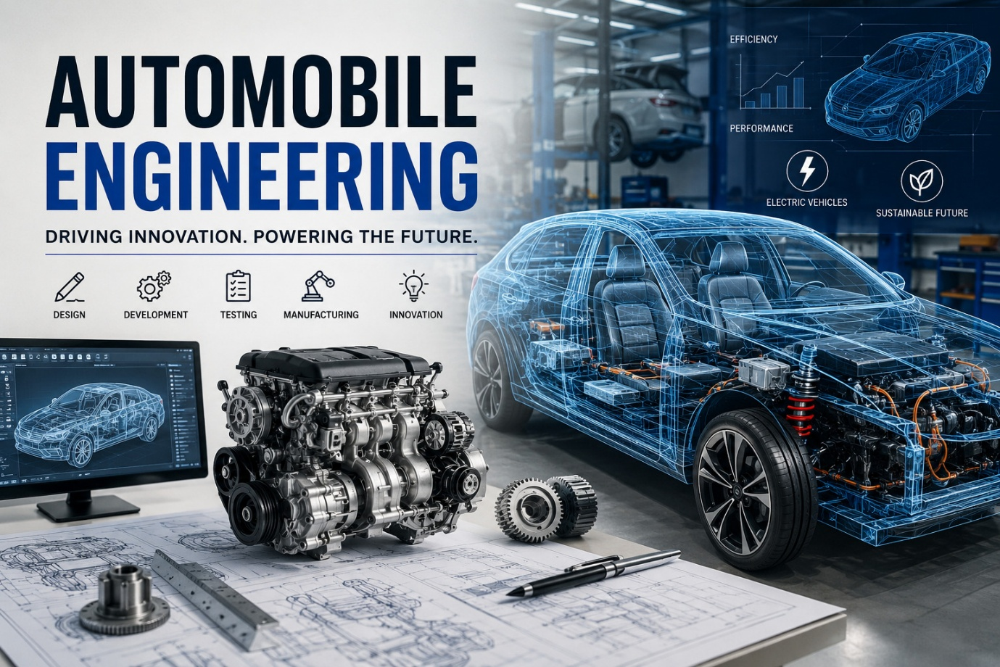 AUTOMOBILE
ENGINEERING
DRIVING INNOVATION. POWERING THE FUTURE.
DESIGN
DEVELOPMENT
TESTING
MANUFACTURING
INNOVATION
EFFICIENCY
PERFORMANCE
ELECTRIC VEHICLES
SUSTAINABLE FUTURE